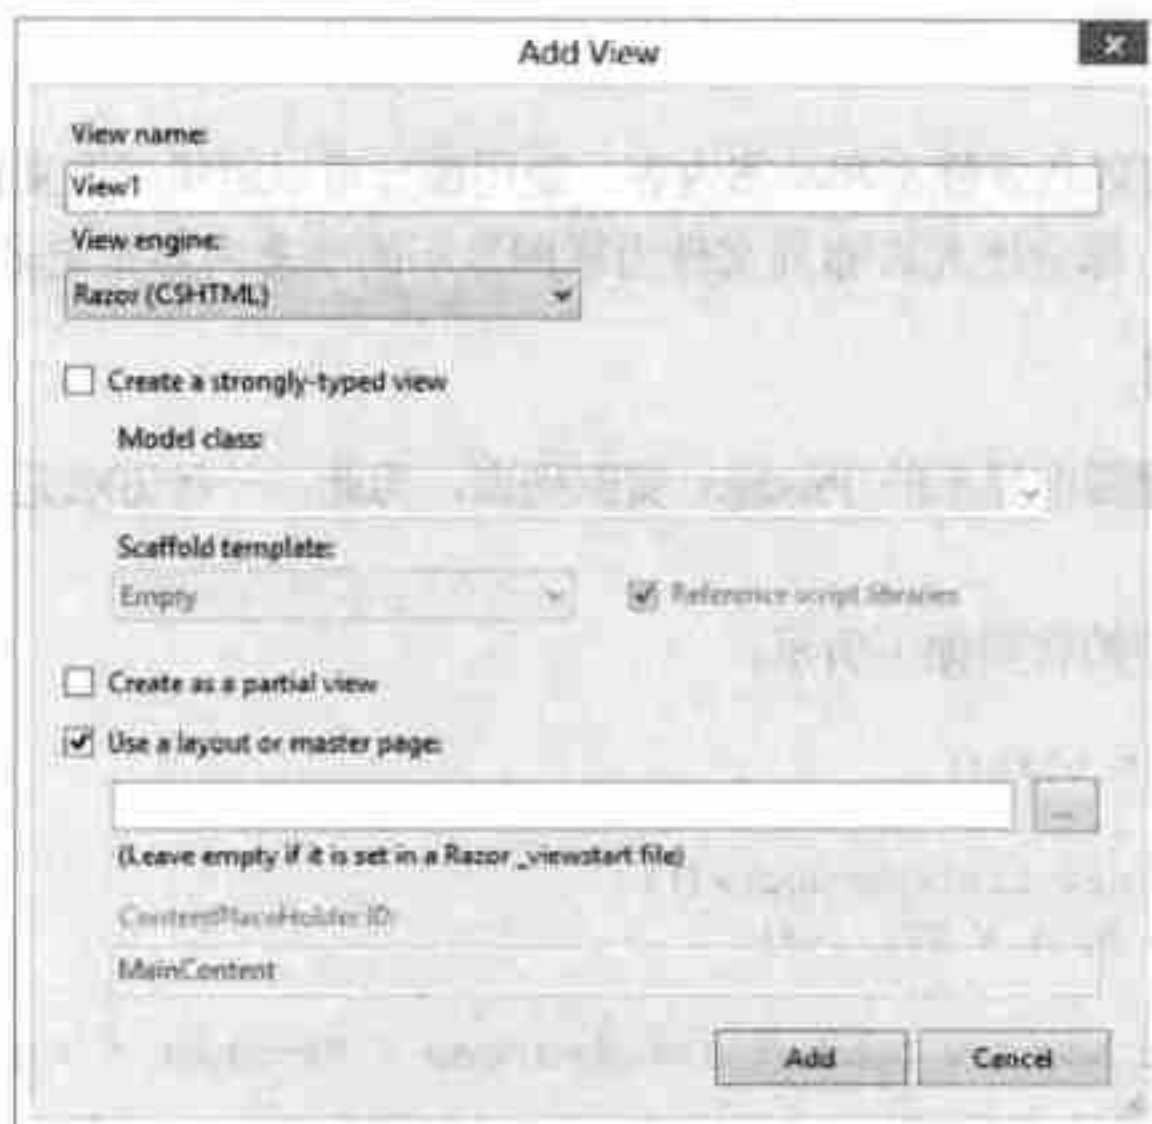 Add View
View name:
View1
View engine:
Razor (CSHTML)
Create a strongly-typed view
Model class:
Scaffold template:
Empty
Reference script libraries
Create as a partial view
Use a layout or master page:
...
(Leave empty if it is set in a Razor _viewstart file)
ContentPlaceHolder ID:
MainContent
Add
Cancel